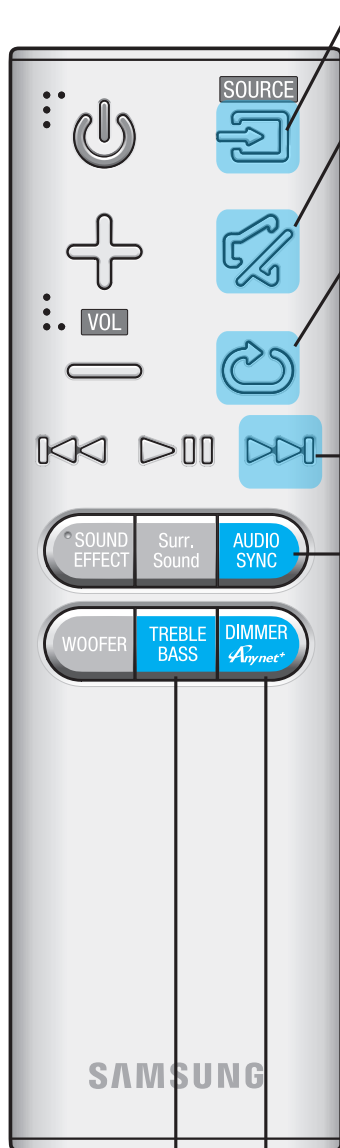 SOURCE
VOL
SOUND
EFFECT
Surr.
Sound
AUDIO
SYNC
WOOFER
TREBLE
BASS
DIMMER
Anynet+
SAMSUNG